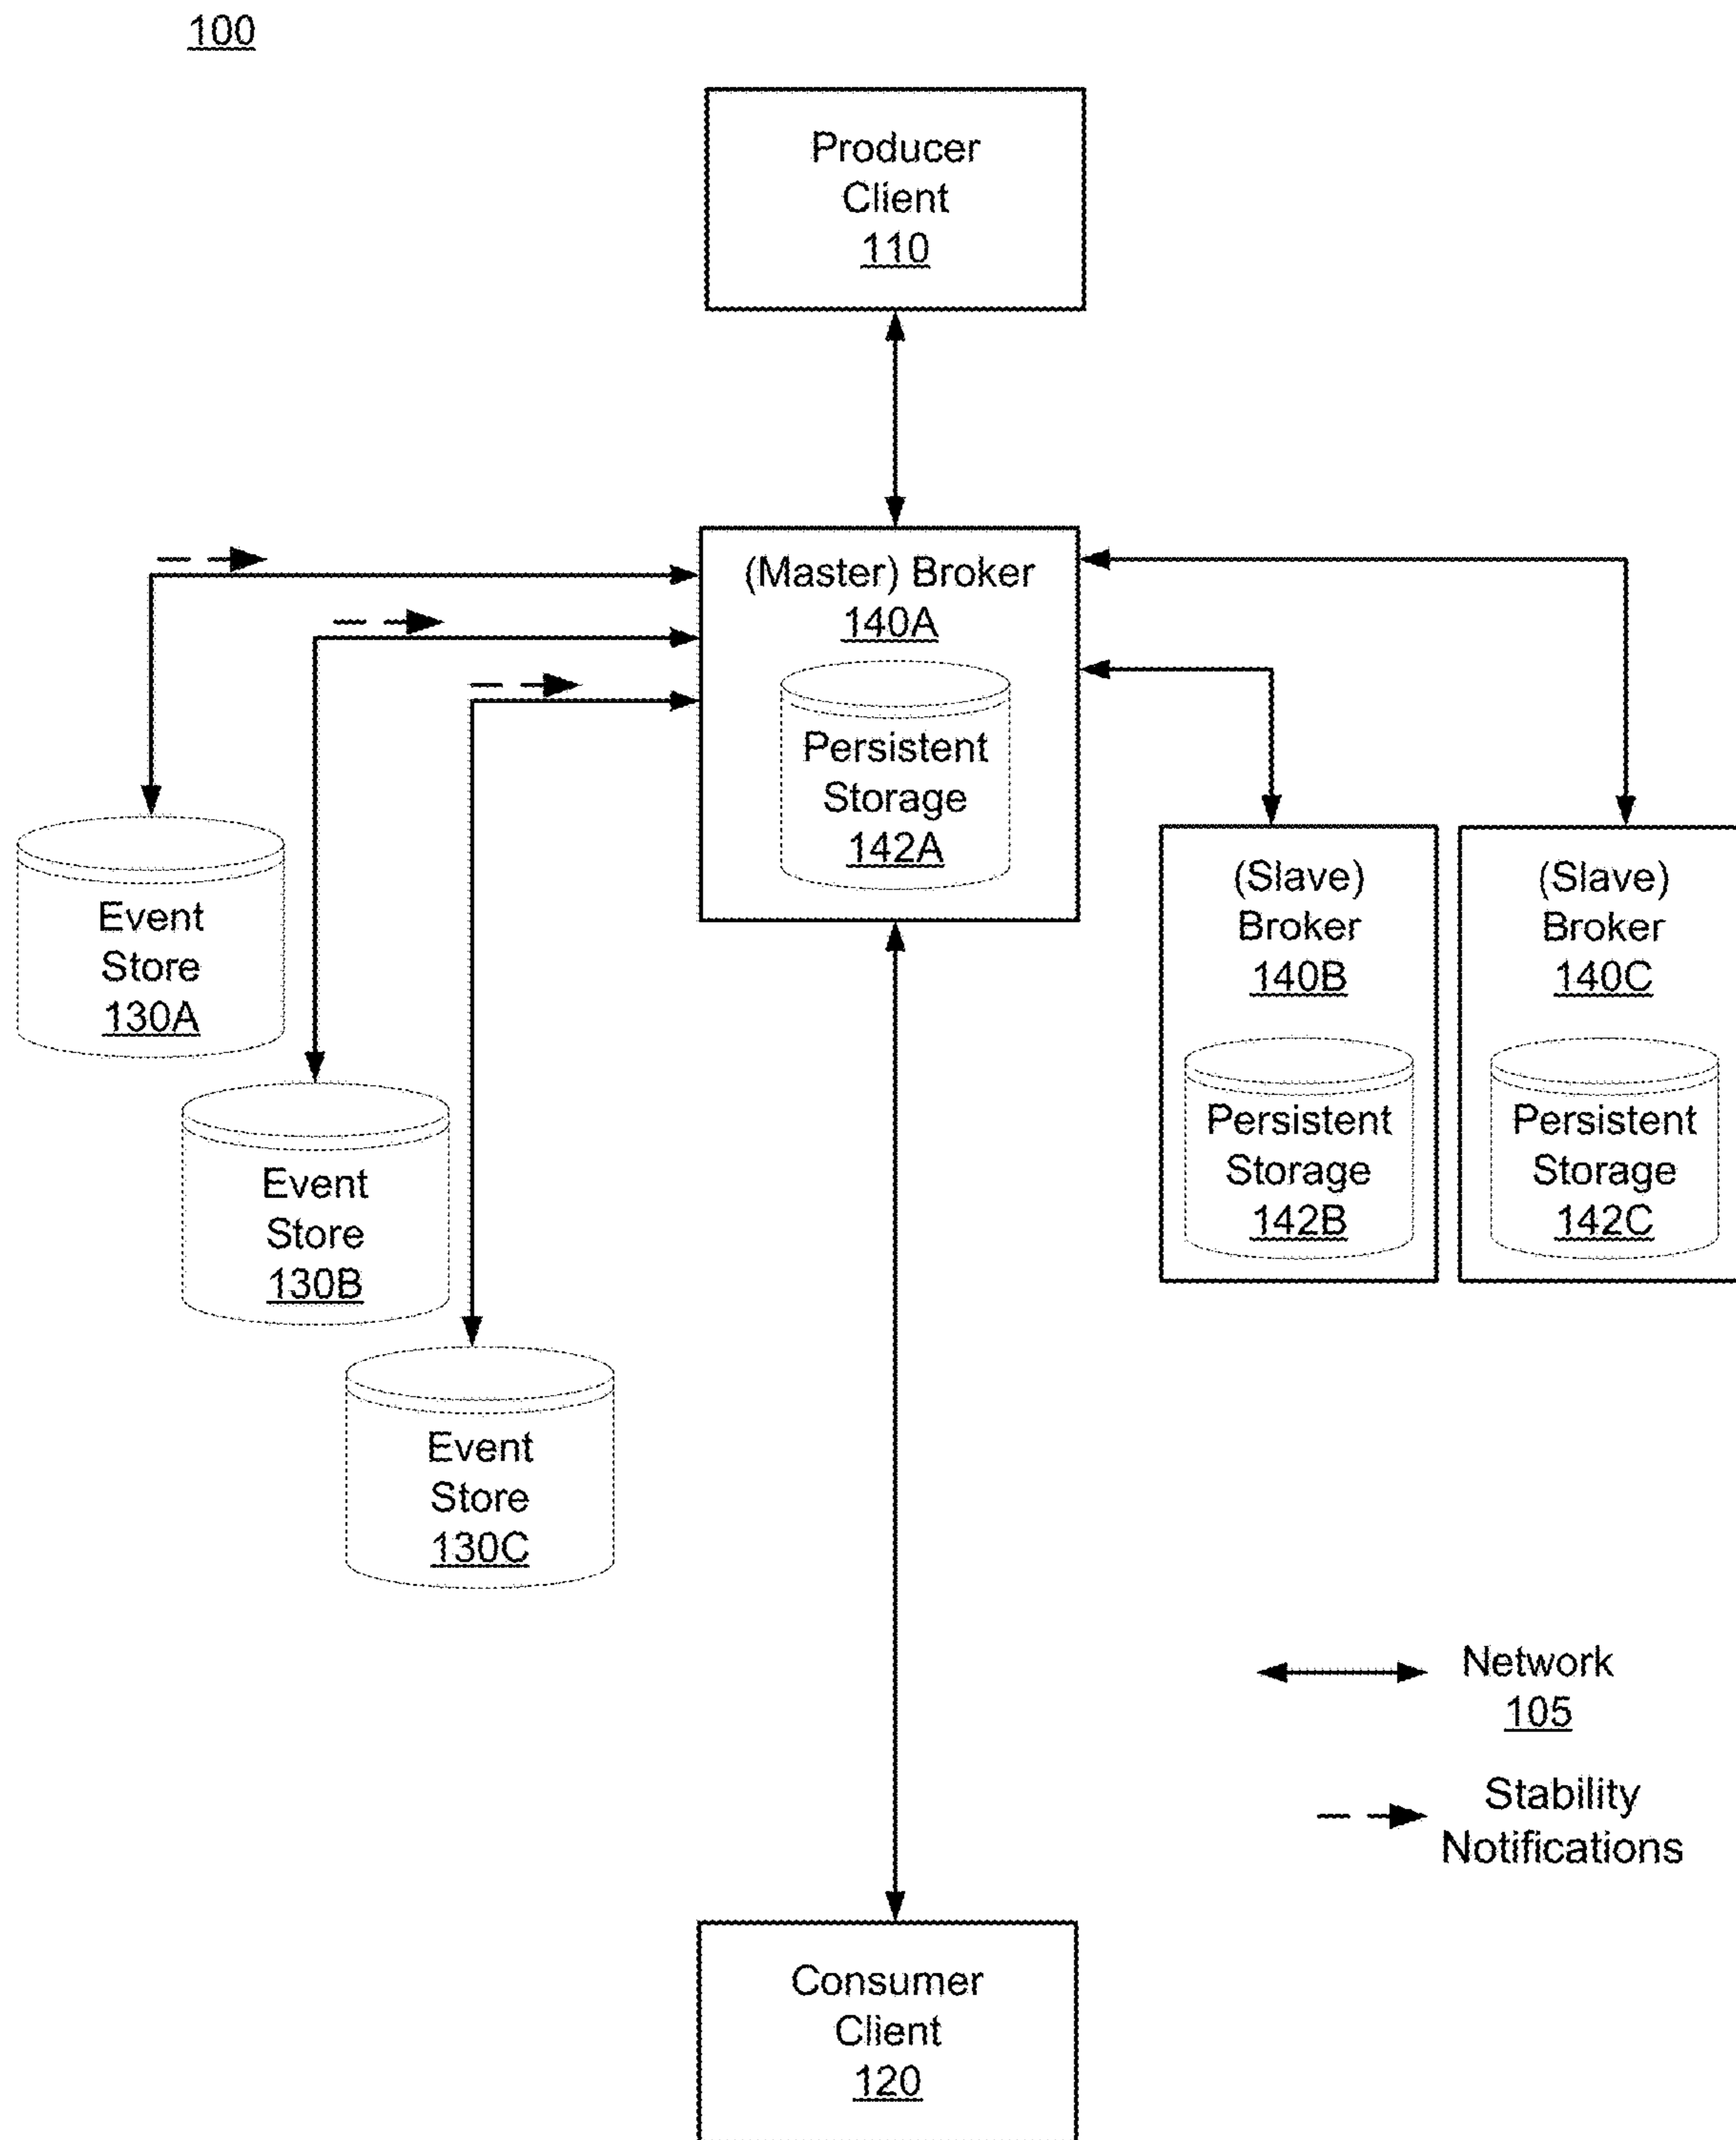 100
Producer
Client
110
(Master) Broker
140A
Persistent
Storage
142A
Event
Store
130A
Event
Store
130B
Event
Store
130C
(Slave)
Broker
140B
Persistent
Storage
142B
(Slave)
Broker
140C
Persistent
Storage
142C
Network
105
Stability
Notifications
Consumer
Client
120